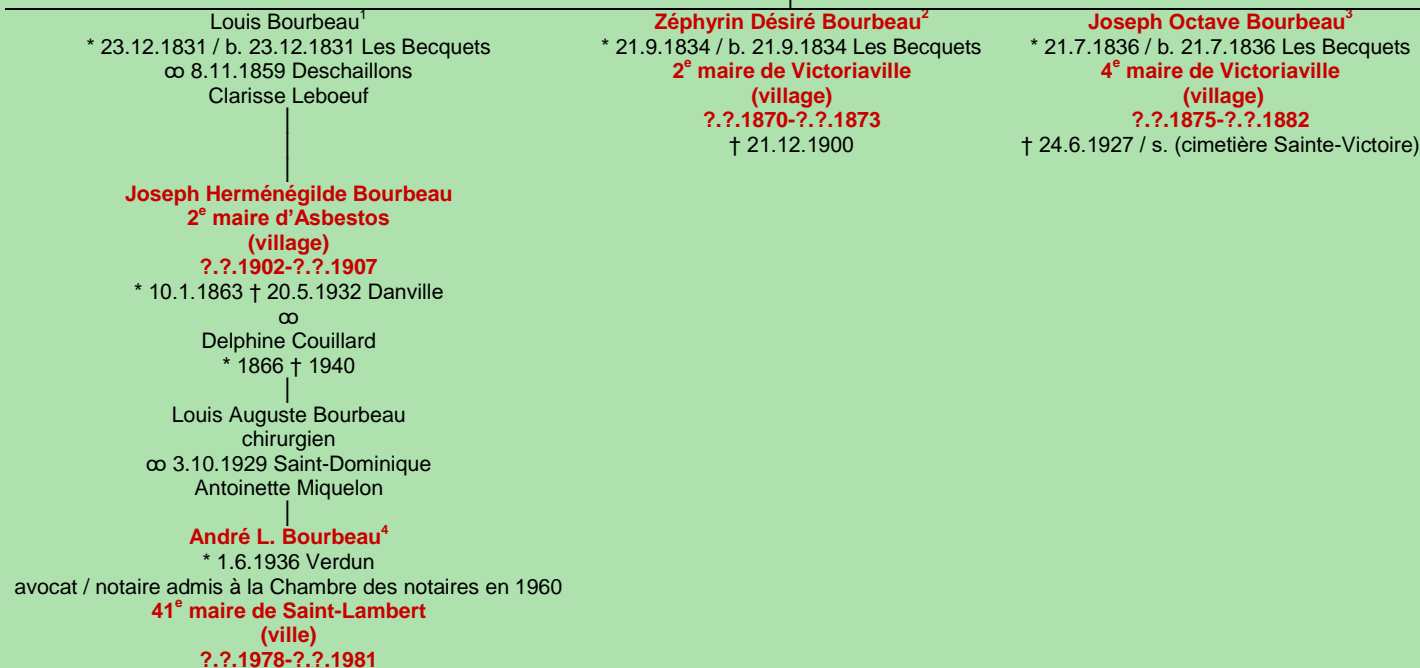 Louis Bourbeau¹
* 23.12.1831 / b. 23.12.1831 Les Becquets
∞ 8.11.1859 Deschaillons
Clarisse Leboeuf
Joseph Herménégilde Bourbeau
2ᵉ maire d’Asbestos
(village)
?.?.1902-?.?.1907
* 10.1.1863 † 20.5.1932 Danville
∞
Delphine Couillard
* 1866 † 1940
Louis Auguste Bourbeau
chirurgien
∞ 3.10.1929 Saint-Dominique
Antoinette Miquelon
André L. Bourbeau⁴
* 1.6.1936 Verdun
avocat / notaire admis à la Chambre des notaires en 1960
41ᵉ maire de Saint-Lambert
(ville)
?.?.1978-?.?.1981
Zéphyrin Désiré Bourbeau²
* 21.9.1834 / b. 21.9.1834 Les Becquets
2ᵉ maire de Victoriaville
(village)
?.?.1870-?.?.1873
† 21.12.1900
Joseph Octave Bourbeau³
* 21.7.1836 / b. 21.7.1836 Les Becquets
4ᵉ maire de Victoriaville
(village)
?.?.1875-?.?.1882
† 24.6.1927 / s. (cimetière Sainte-Victoire)